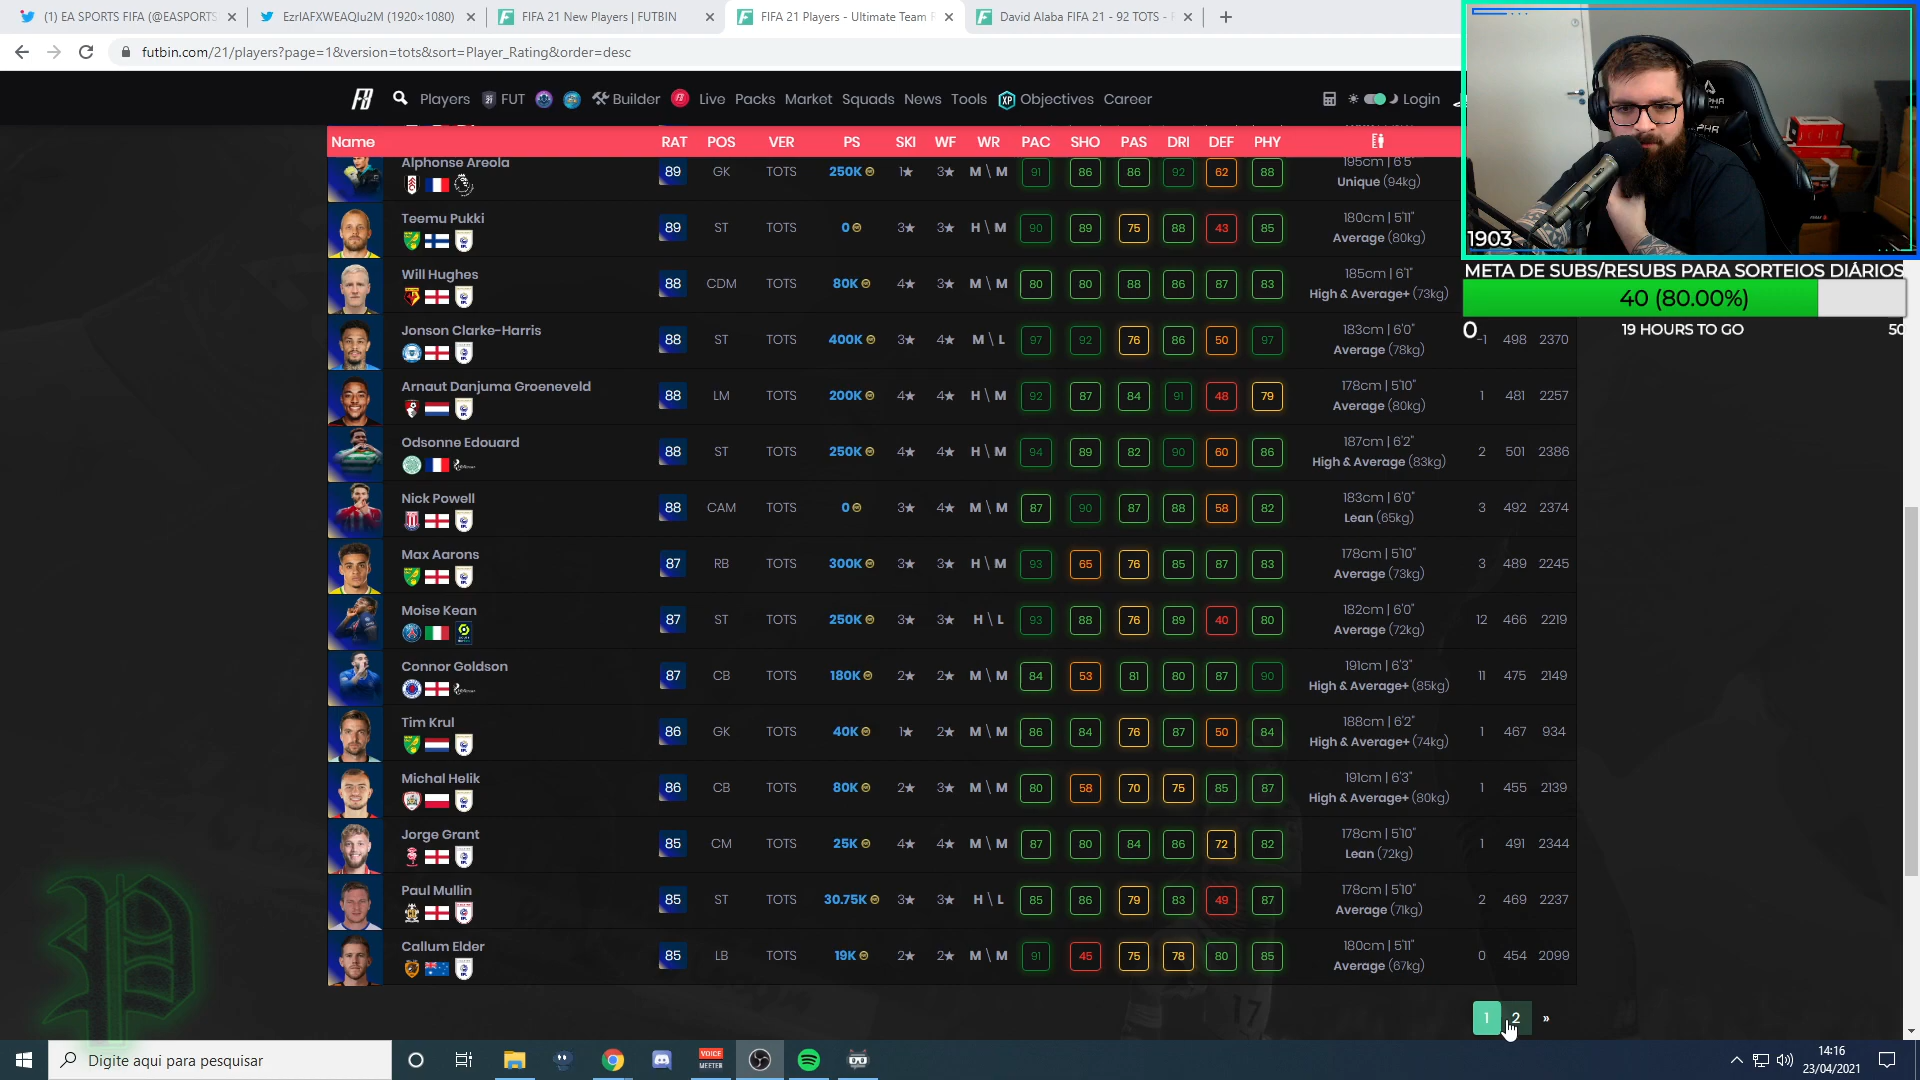 (1) EA SPORTS FIFA (@EASPORTS
EzrIAFXWEAQIu2M (1920×1080)
FIFA 21 New Players | FUTBIN
FIFA 21 Players - Ultimate Team
David Alaba FIFA 21 - 92 TOTS -
futbin.com/21/players?page=1&version=tots&sort=Player_Rating&order=desc
Players FUT Builder Live Packs Market Squads News Tools XP Objectives Career Login
Name RAT POS VER PS SKI WF WR PAC SHO PAS DRI DEF PHY
Alphonse Areola 89 GK TOTS 250K 1★ 3★ M \ M 91 86 86 92 62 88 195cm | 6'5"
Unique (94kg)
Teemu Pukki 89 ST TOTS 0 3★ 3★ H \ M 90 89 75 88 43 85 180cm | 5'11"
Average (80kg)
Will Hughes 88 CDM TOTS 80K 4★ 3★ M \ M 80 80 88 86 87 83 185cm | 6'1"
High & Average+ (73kg)
Jonson Clarke-Harris 88 ST TOTS 400K 3★ 4★ M \ L 97 92 76 86 50 97 183cm | 6'0" -1 498 2370
Average (78kg)
Arnaut Danjuma Groeneveld 88 LM TOTS 200K 4★ 4★ H \ M 92 87 84 91 48 79 178cm | 5'10" 1 481 2257
Average (80kg)
Odsonne Edouard 88 ST TOTS 250K 4★ 4★ H \ M 94 89 82 90 60 86 187cm | 6'2" 2 501 2386
High & Average (83kg)
Nick Powell 88 CAM TOTS 0 3★ 4★ M \ M 87 90 87 88 58 82 183cm | 6'0" 3 492 2374
Lean (65kg)
Max Aarons 87 RB TOTS 300K 3★ 3★ H \ M 93 65 76 85 87 83 178cm | 5'10" 3 489 2245
Average (73kg)
Moise Kean 87 ST TOTS 250K 3★ 3★ H \ L 93 88 76 89 40 80 182cm | 6'0" 12 466 2219
Average (72kg)
Connor Goldson 87 CB TOTS 180K 2★ 2★ M \ M 84 53 81 80 87 90 191cm | 6'3" 11 475 2149
High & Average+ (85kg)
Tim Krul 86 GK TOTS 40K 1★ 2★ M \ M 86 84 76 87 50 84 188cm | 6'2" 1 467 934
High & Average+ (74kg)
Michal Helik 86 CB TOTS 80K 2★ 3★ M \ M 80 58 70 75 85 87 191cm | 6'3" 1 455 2139
High & Average+ (80kg)
Jorge Grant 85 CM TOTS 25K 4★ 4★ M \ M 87 80 84 86 72 82 178cm | 5'10" 1 491 2344
Lean (72kg)
Paul Mullin 85 ST TOTS 30.75K 3★ 3★ H \ L 85 86 79 83 49 87 178cm | 5'10" 2 469 2237
Average (71kg)
Callum Elder 85 LB TOTS 19K 2★ 2★ M \ M 91 45 75 78 80 85 180cm | 5'11" 0 454 2099
Average (67kg)
1 2 »
1903
META DE SUBS/RESUBS PARA SORTEIOS DIÁRIOS
40 (80.00%)
0 19 HOURS TO GO 50
17
Digite aqui para pesquisar
VOICE
MEETER
14:16
23/04/2021